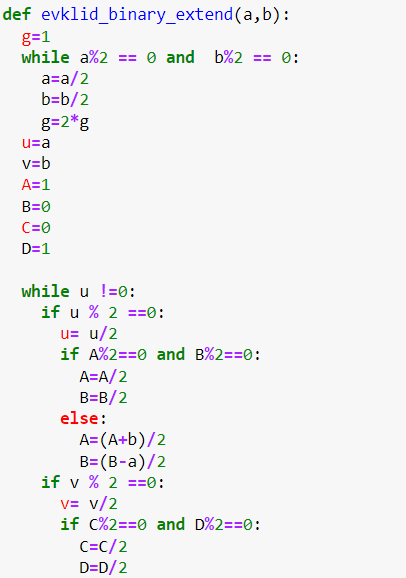 def evklid_binary_extend(a,b):
  g=1
  while a%2 == 0 and  b%2 == 0:
    a=a/2
    b=b/2
    g=2*g
  u=a
  v=b
  A=1
  B=0
  C=0
  D=1

  while u !=0:
    if u % 2 ==0:
      u= u/2
      if A%2==0 and B%2==0:
        A=A/2
        B=B/2
      else:
        A=(A+b)/2
        B=(B-a)/2
    if v % 2 ==0:
      v= v/2
      if C%2==0 and D%2==0:
        C=C/2
        D=D/2